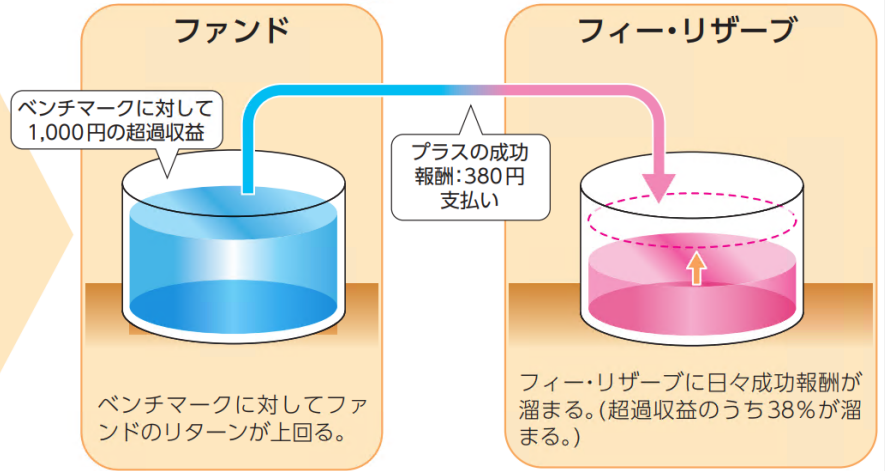 ファンド
ベンチマークに対して
1,000円の超過収益
ベンチマークに対してファ
ンドのリターンが上回る。
プラスの成功
報酬:380円
支払い
フィー・リザーブ
フィー・リザーブに日々成功報酬が
溜まる。(超過収益のうち38%が溜
まる。)